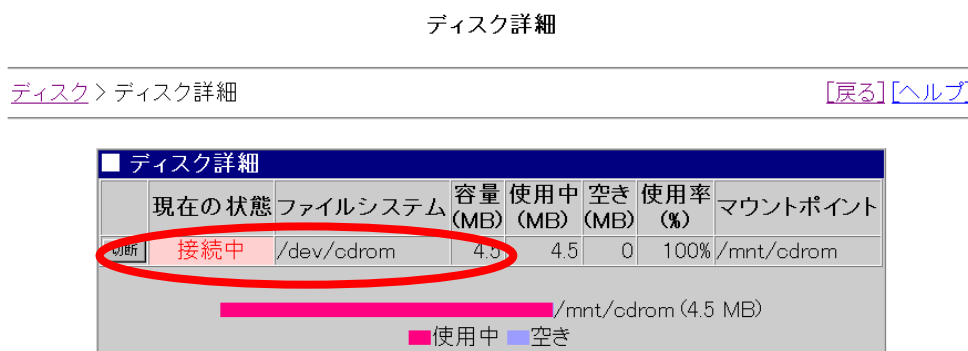 ディスク詳細
ディスク > ディスク詳細 [戻る] [ヘルプ]
■ ディスク詳細
現在の状態 ファイルシステム 容量(MB) 使用中(MB) 空き(MB) 使用率(%) マウントポイント
切断 接続中 /dev/cdrom 4.5 4.5 0 100% /mnt/cdrom
/mnt/cdrom (4.5 MB)
使用中 空き